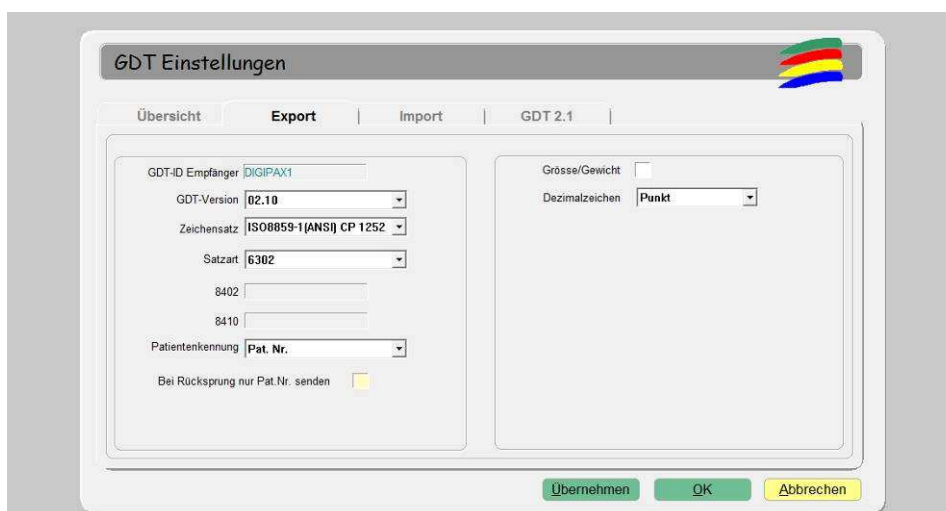 GDT Einstellungen
Übersicht Export | Import | GDT 2.1 |
GDT-ID Empfänger DIGIPAX1
GDT-Version 02.10
Zeichensatz ISO8859-1(ANSI) CP 1252
Satzart 6302
8402
8410
Patientenkennung Pat. Nr.
Bei Rücksprung nur Pat.Nr. senden
Grösse/Gewicht
Dezimalzeichen Punkt
Übernehmen OK Abbrechen